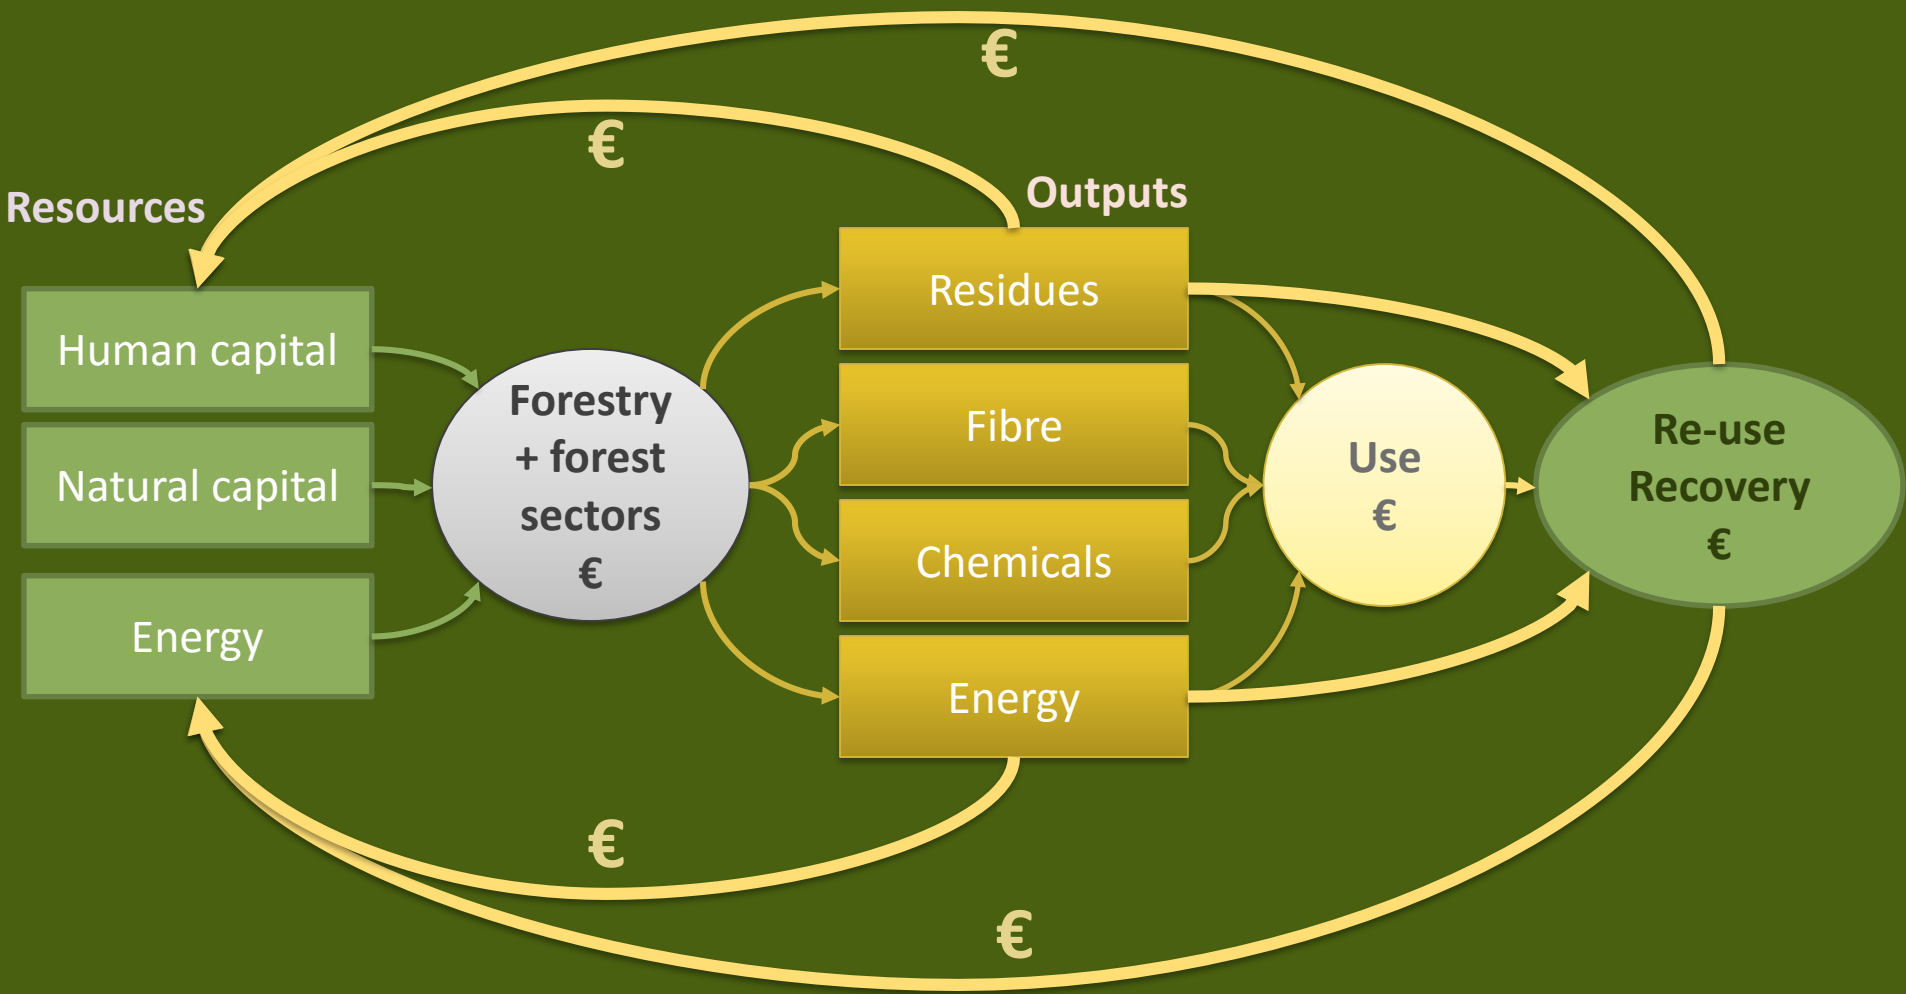 €
€
Resources
Outputs
Human capital
Natural capital
Energy
Forestry
+ forest
sectors
€
Residues
Fibre
Chemicals
Energy
Use
€
Re-use
Recovery
€
€
€